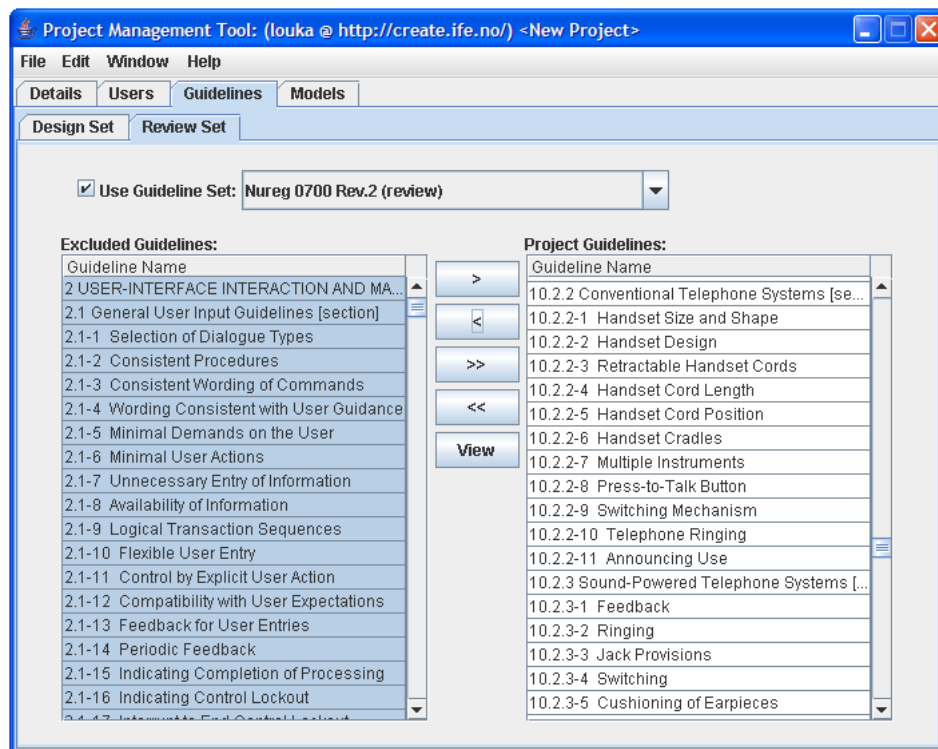 Project Management Tool: (louka @ http://create.ife.no/) <New Project>
File Edit Window Help
Details Users Guidelines Models
Design Set Review Set
Use Guideline Set: Nureg 0700 Rev.2 (review)
Excluded Guidelines:
Guideline Name
2 USER-INTERFACE INTERACTION AND MA...
2.1 General User Input Guidelines [section]
2.1-1 Selection of Dialogue Types
2.1-2 Consistent Procedures
2.1-3 Consistent Wording of Commands
2.1-4 Wording Consistent with User Guidance
2.1-5 Minimal Demands on the User
2.1-6 Minimal User Actions
2.1-7 Unnecessary Entry of Information
2.1-8 Availability of Information
2.1-9 Logical Transaction Sequences
2.1-10 Flexible User Entry
2.1-11 Control by Explicit User Action
2.1-12 Compatibility with User Expectations
2.1-13 Feedback for User Entries
2.1-14 Periodic Feedback
2.1-15 Indicating Completion of Processing
2.1-16 Indicating Control Lockout
2.1-17 Interrupt to End Control Lockout
>
<
>>
<<
View
Project Guidelines:
Guideline Name
10.2.2 Conventional Telephone Systems [se...
10.2.2-1 Handset Size and Shape
10.2.2-2 Handset Design
10.2.2-3 Retractable Handset Cords
10.2.2-4 Handset Cord Length
10.2.2-5 Handset Cord Position
10.2.2-6 Handset Cradles
10.2.2-7 Multiple Instruments
10.2.2-8 Press-to-Talk Button
10.2.2-9 Switching Mechanism
10.2.2-10 Telephone Ringing
10.2.2-11 Announcing Use
10.2.3 Sound-Powered Telephone Systems [...
10.2.3-1 Feedback
10.2.3-2 Ringing
10.2.3-3 Jack Provisions
10.2.3-4 Switching
10.2.3-5 Cushioning of Earpieces